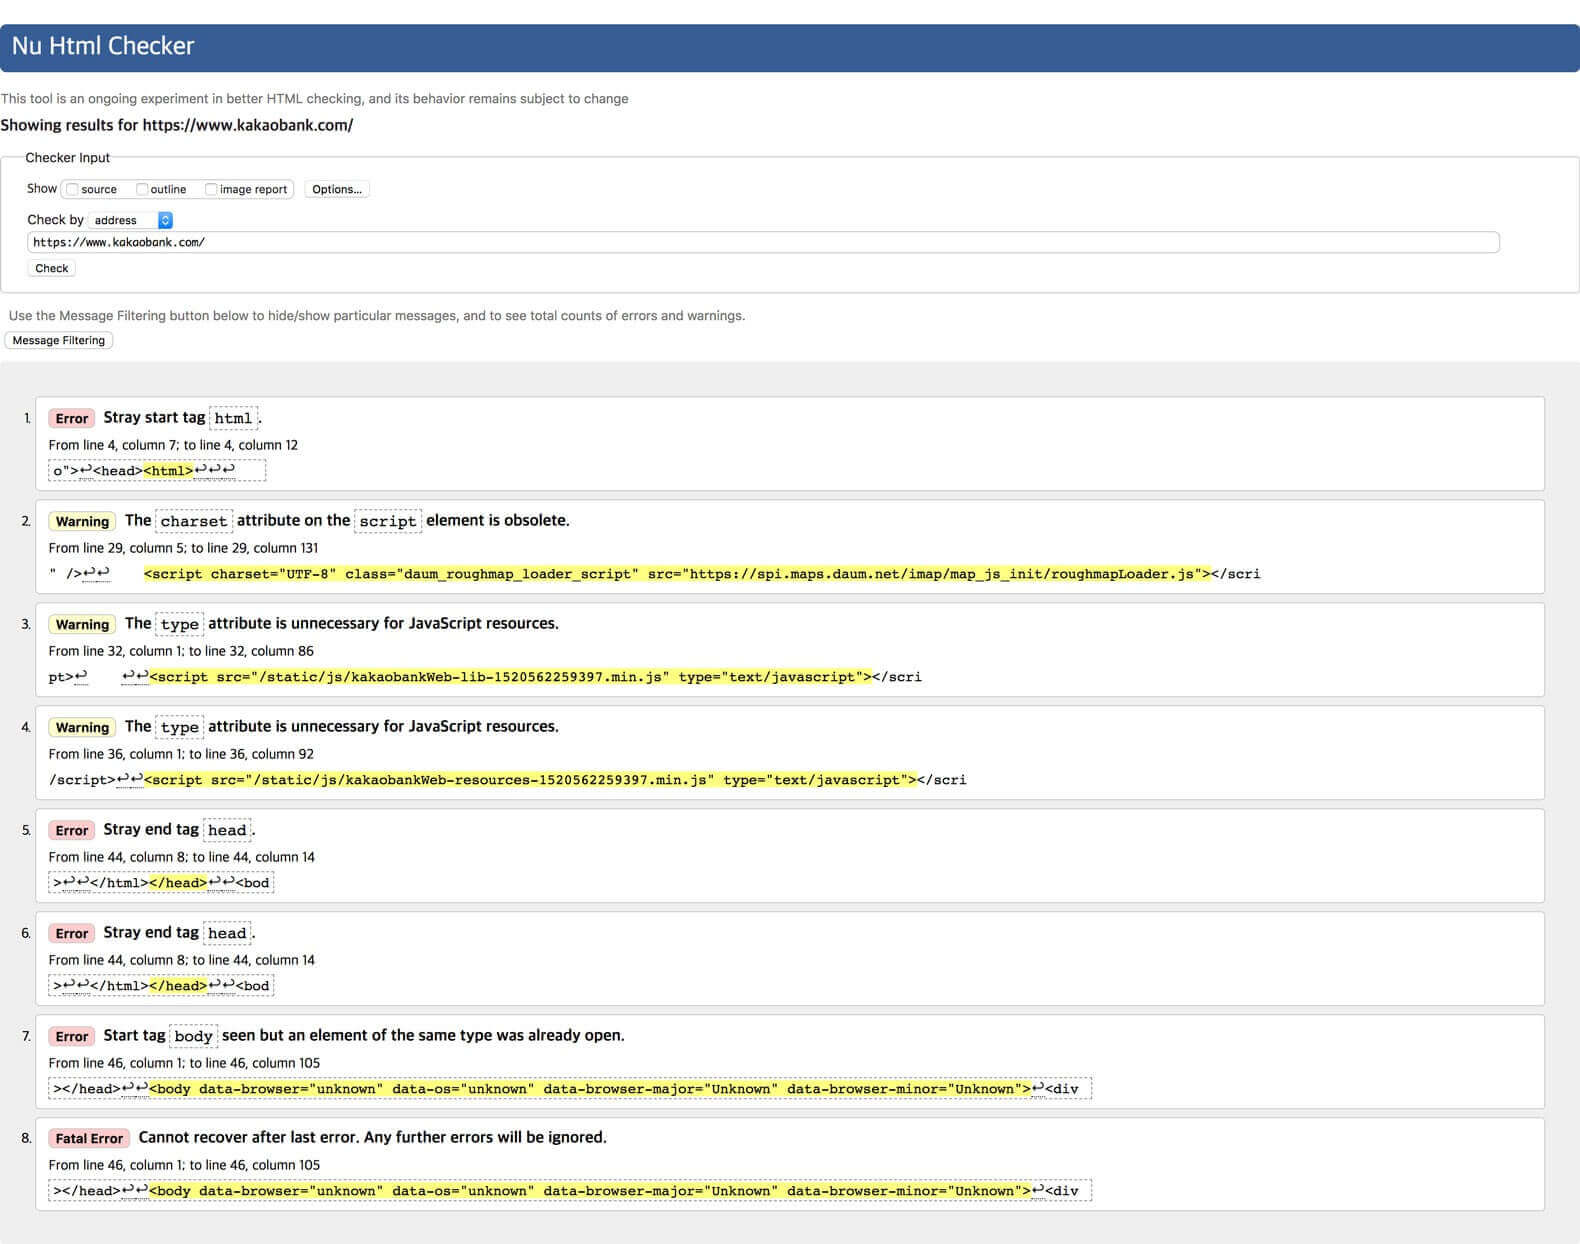 Nu Html Checker
This tool is an ongoing experiment in better HTML checking, and its behavior remains subject to change
Showing results for https://www.kakaobank.com/
Checker Input
Show source outline image report Options...
Check by address
https://www.kakaobank.com/
Check
Use the Message Filtering button below to hide/show particular messages, and to see total counts of errors and warnings.
Message Filtering
1. Error Stray start tag html.
From line 4, column 7; to line 4, column 12
o">↩<head><html>↩↩↩
2. Warning The charset attribute on the script element is obsolete.
From line 29, column 5; to line 29, column 131
" />↩↩    <script charset="UTF-8" class="daum_roughmap_loader_script" src="https://spi.maps.daum.net/imap/map_js_init/roughmapLoader.js"></scri
3. Warning The type attribute is unnecessary for JavaScript resources.
From line 32, column 1; to line 32, column 86
pt>↩    ↩↩<script src="/static/js/kakaobankWeb-lib-1520562259397.min.js" type="text/javascript"></scri
4. Warning The type attribute is unnecessary for JavaScript resources.
From line 36, column 1; to line 36, column 92
/script>↩↩<script src="/static/js/kakaobankWeb-resources-1520562259397.min.js" type="text/javascript"></scri
5. Error Stray end tag head.
From line 44, column 8; to line 44, column 14
>↩↩</html></head>↩↩<bod
6. Error Stray end tag head.
From line 44, column 8; to line 44, column 14
>↩↩</html></head>↩↩<bod
7. Error Start tag body seen but an element of the same type was already open.
From line 46, column 1; to line 46, column 105
></head>↩↩<body data-browser="unknown" data-os="unknown" data-browser-major="Unknown" data-browser-minor="Unknown">↩<div
8. Fatal Error Cannot recover after last error. Any further errors will be ignored.
From line 46, column 1; to line 46, column 105
></head>↩↩<body data-browser="unknown" data-os="unknown" data-browser-major="Unknown" data-browser-minor="Unknown">↩<div